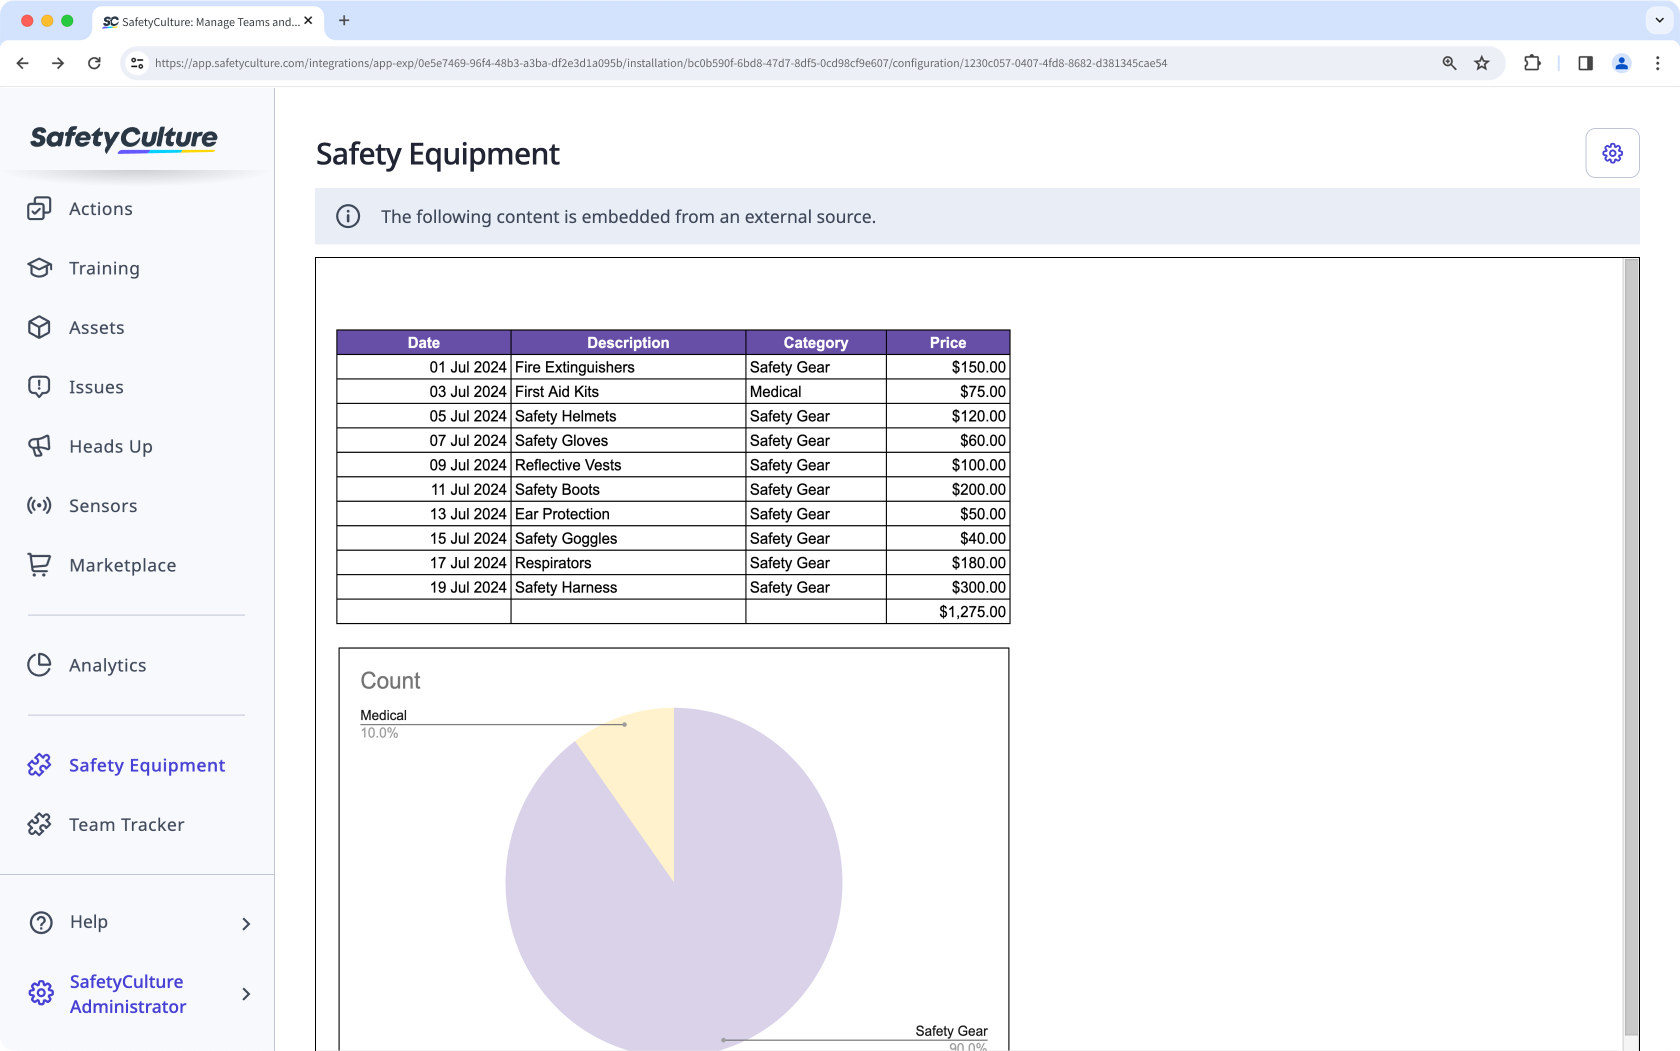 SC SafetyCulture: Manage Teams and...
https://app.safetyculture.com/integrations/app-exp/0e5e7469-96f4-48b3-a3ba-df2e3d1a095b/installation/bc0b590f-6bd8-47d7-8df5-0cd98cf9e607/configuration/1230c057-0407-4fd8-8682-d381345cae54
SafetyCulture
Actions
Training
Assets
Issues
Heads Up
Sensors
Marketplace
Analytics
Safety Equipment
Team Tracker
Help
SafetyCulture
Administrator
Safety Equipment
The following content is embedded from an external source.
Date Description Category Price
01 Jul 2024 Fire Extinguishers Safety Gear $150.00
03 Jul 2024 First Aid Kits Medical $75.00
05 Jul 2024 Safety Helmets Safety Gear $120.00
07 Jul 2024 Safety Gloves Safety Gear $60.00
09 Jul 2024 Reflective Vests Safety Gear $100.00
11 Jul 2024 Safety Boots Safety Gear $200.00
13 Jul 2024 Ear Protection Safety Gear $50.00
15 Jul 2024 Safety Goggles Safety Gear $40.00
17 Jul 2024 Respirators Safety Gear $180.00
19 Jul 2024 Safety Harness Safety Gear $300.00
$1,275.00
Count
Medical
10.0%
Safety Gear
90.0%